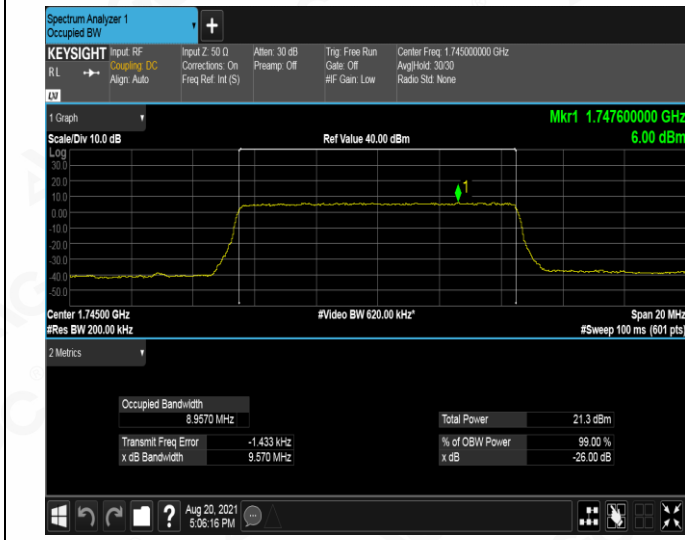 Spectrum Analyzer 1
Occupied BW
+
KEYSIGHT
RL
LXI
Input: RF
Coupling: DC
Align: Auto
Input Z: 50 Ω
Corrections: On
Freq Ref: Int (S)
Atten: 30 dB
Preamp: Off
Trig: Free Run
Gate: Off
#IF Gain: Low
Center Freq: 1.745000000 GHz
Avg|Hold: 30/30
Radio Std: None
1 Graph
Mkr1 1.747600000 GHz
Scale/Div 10.0 dB
Ref Value 40.00 dBm
6.00 dBm
Log
30.0
20.0
10.0
0.00
-10.0
-20.0
-30.0
-40.0
-50.0
1
Center 1.74500 GHz
#Video BW 620.00 kHz*
Span 20 MHz
#Res BW 200.00 kHz
#Sweep 100 ms (601 pts)
2 Metrics
Occupied Bandwidth
8.9570 MHz
Total Power 21.3 dBm
Transmit Freq Error -1.433 kHz
% of OBW Power 99.00 %
x dB Bandwidth 9.570 MHz
x dB -26.00 dB
?
Aug 20, 2021
5:06:16 PM